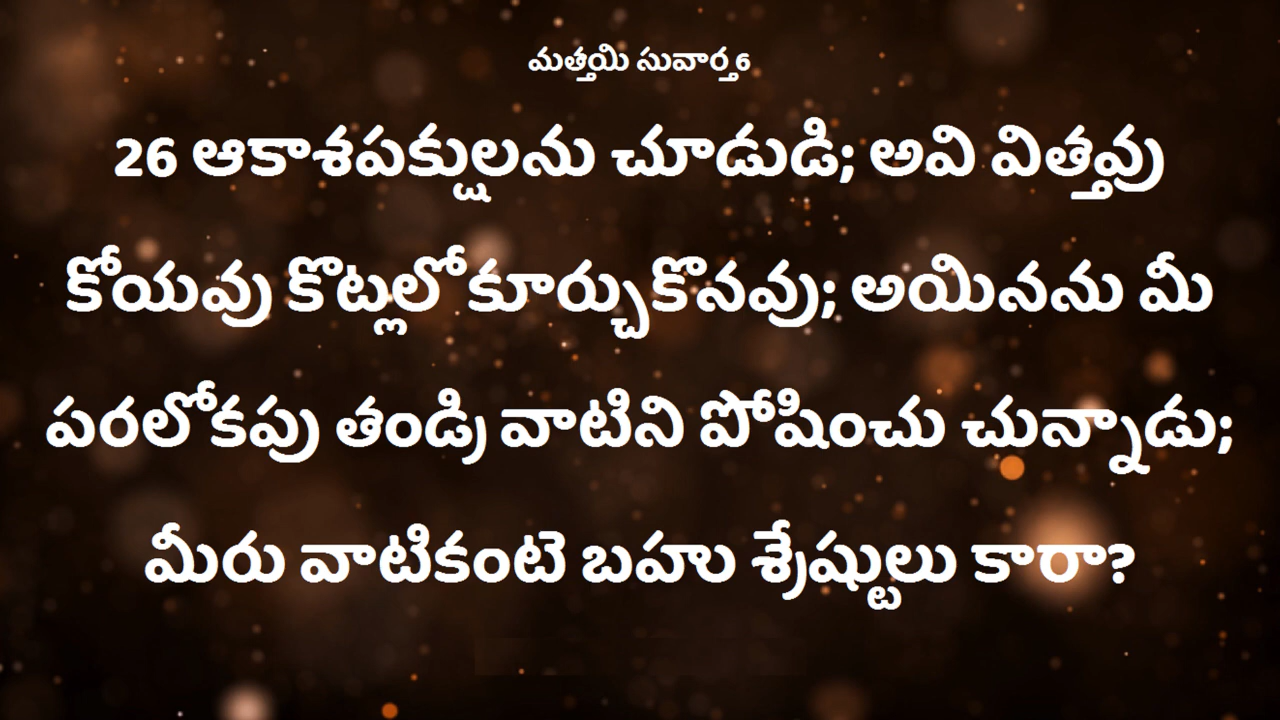 మత్తయి సువార్త 6
26 ఆకాశపక్షులను చూడుడి; అవి విత్తవు
కోయవు కొట్లలో కూర్చుకొనవు; అయినను మీ
పరలోకపు తండ్రి వాటిని పోషించు చున్నాడు;
మీరు వాటికంటె బహు శ్రేష్టులు కారా?